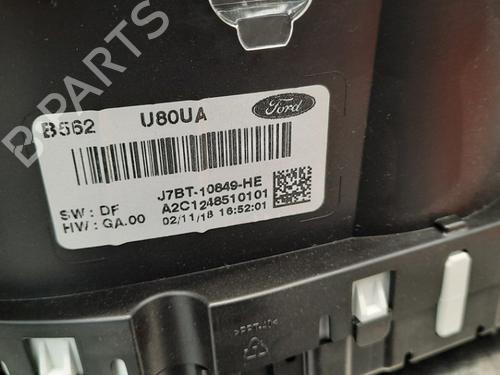 B-PARTS
Ford
B562 U80UA
J7BT-10849-HE
SW : DF A2C1248510101
HW : GA.00 02/11/18 16:52:01